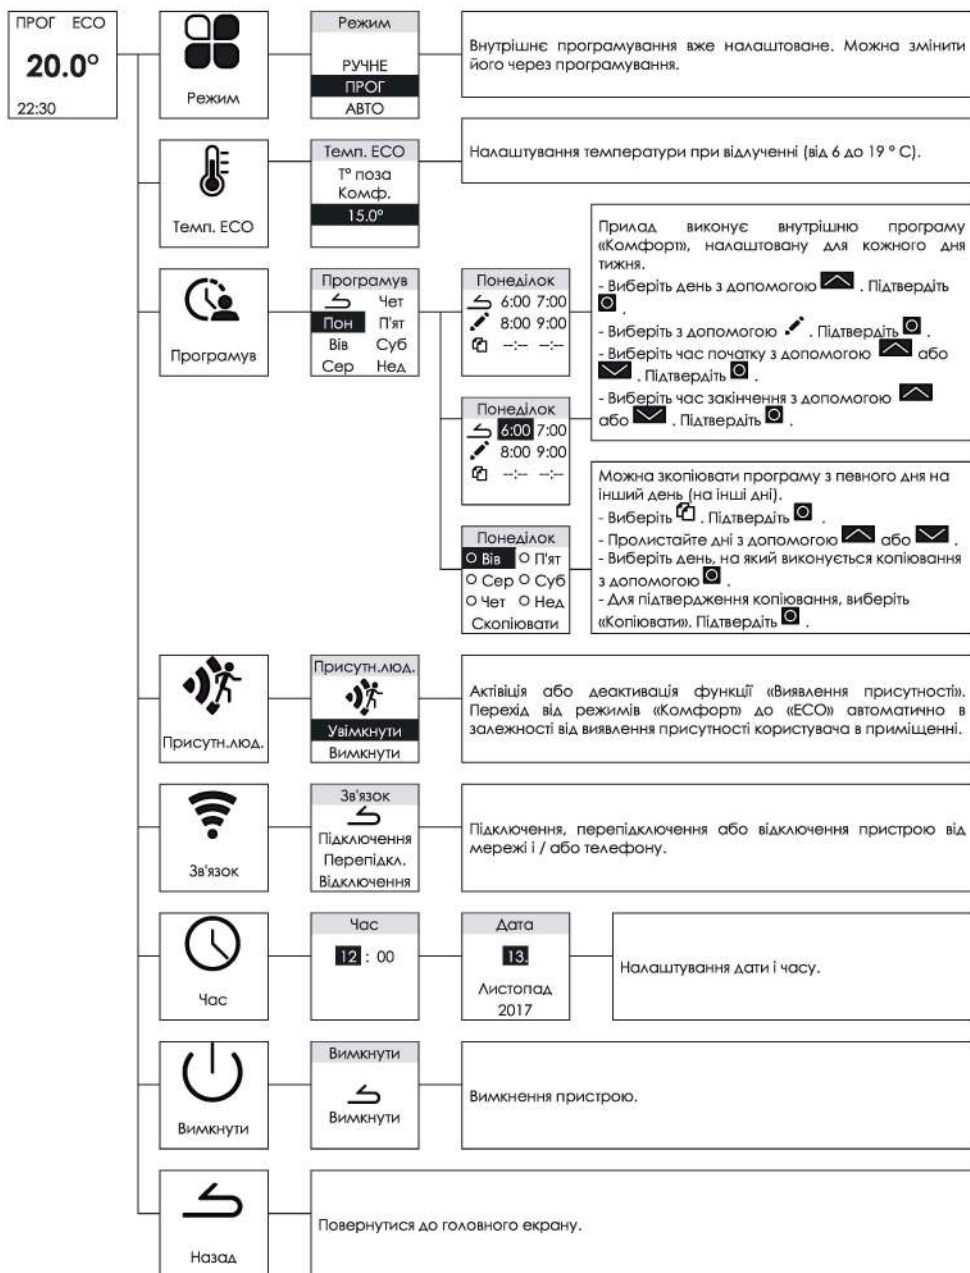 ПРОГ ECO
20.0°
22:30
Режим
Режим
РУЧНЕ
ПРОГ
АВТО
Внутрішнє програмування вже налаштоване. Можна змінити
його через програмування.
Темп. ECO
Темп. ECO
T° поза
Комф.
15.0°
Налаштування температури при відлученні (від 6 до 19 ° С).
Програмув
Програмув
Чет
Пон П'ят
Вів Суб
Сер Нед
Понеділок
6:00 7:00
8:00 9:00
--:-- --:--
Прилад виконує внутрішню програму
«Комфорт», налаштовану для кожного дня
тижня.
- Виберіть день з допомогою . Підтвердіть
.
- Виберіть з допомогою . Підтвердіть .
- Виберіть час початку з допомогою або
. Підтвердіть .
- Виберіть час закінчення з допомогою
або . Підтвердіть .
Понеділок
6:00 7:00
8:00 9:00
--:-- --:--
Понеділок
Вів П'ят
Сер Суб
Чет Нед
Скопіювати
Можна зкопіювати програму з певного дня на
інший день (на інші дні).
- Виберіть . Підтвердіть .
- Пролистайте дні з допомогою або .
- Виберіть день, на який виконується копіювання
з допомогою .
- Для підтвердження копіювання, виберіть
«Копіювати». Підтвердіть .
Присутн.люд.
Присутн.люд.
Увімкнути
Вимкнути
Актівіція або деактивація функції «Виявлення присутності».
Перехід від режимів «Комфорт» до «ECO» автоматично в
залежності від виявлення присутності користувача в приміщенні.
Зв'язок
Зв'язок
Підключення
Перепідкл.
Відключення
Підключення, перепідключення або відключення пристрою від
мережі і / або телефону.
Час
Час
12 : 00
Дата
13.
Листопад
2017
Налаштування дати і часу.
Вимкнути
Вимкнути
Вимкнути
Вимкнення пристрою.
Назад
Повернутися до головного екрану.